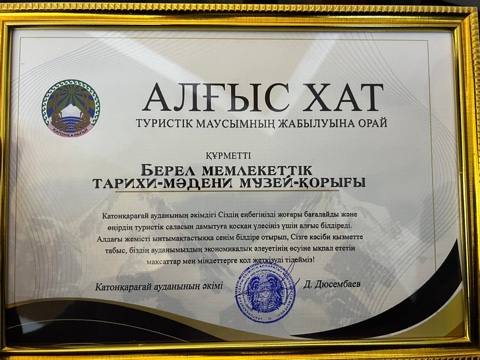 АЛҒЫС ХАТ
ТУРИСТІК МАУСЫМНЫҢ ЖАБЫЛУЫНА ОРАЙ
ҚҰРМЕТТІ
БЕРЕЛ МЕМЛЕКЕТТІК
ТАРИХИ-МӘДЕНИ МУЗЕЙ-ҚОРЫҒЫ
Катонқарағай ауданының әкімдігі Сіздің еңбегіңізді жоғары бағалайды және
өңірдің туристік саласын дамытуға қосқан үлесіңіз үшін алғыс білдіреді.
Алдағы жемісті ынтымақтастыққа сенім білдіре отырып, Сізге кәсіби қызметте
табыс, біздің ауданымыздың экономикалық әлеуетінің өсуіне ықпал ететін
мақсаттар мен міндеттерге қол жеткізуді тілейміз!
Катонқарағай ауданының әкімі
Д. Дюсембаев